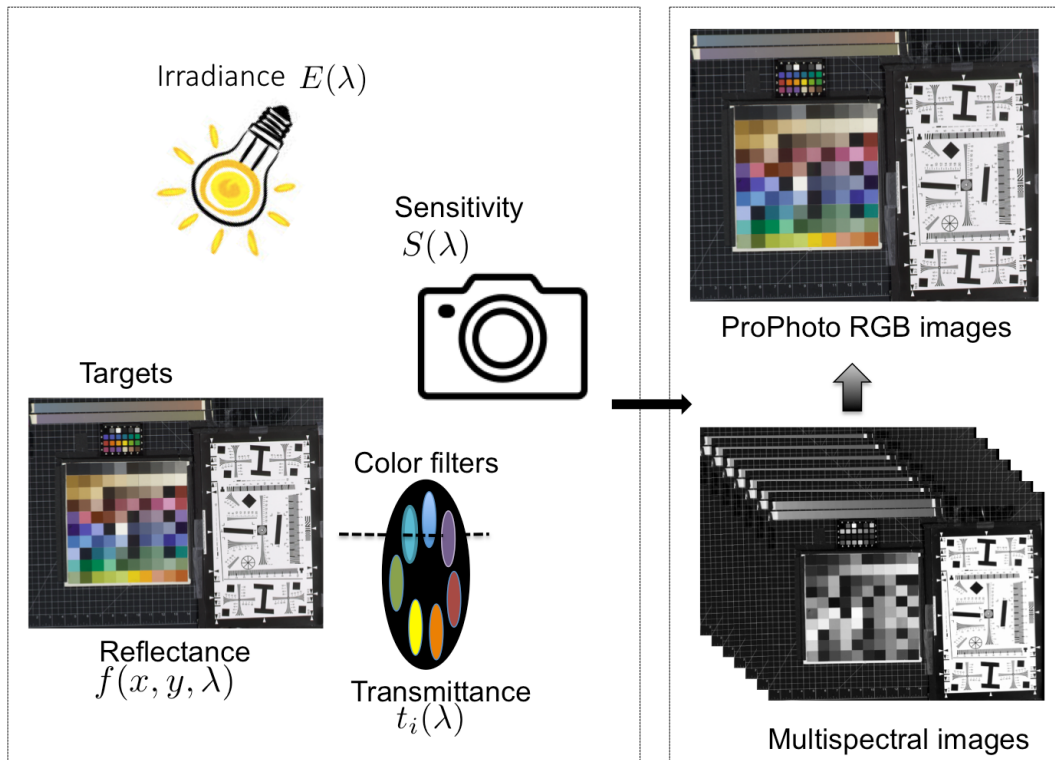 Irradiance E(λ)
Sensitivity
S(λ)
Targets
Color filters
Reflectance
f(x, y, λ)
Transmittance
t_i(λ)
ProPhoto RGB images
Multispectral images